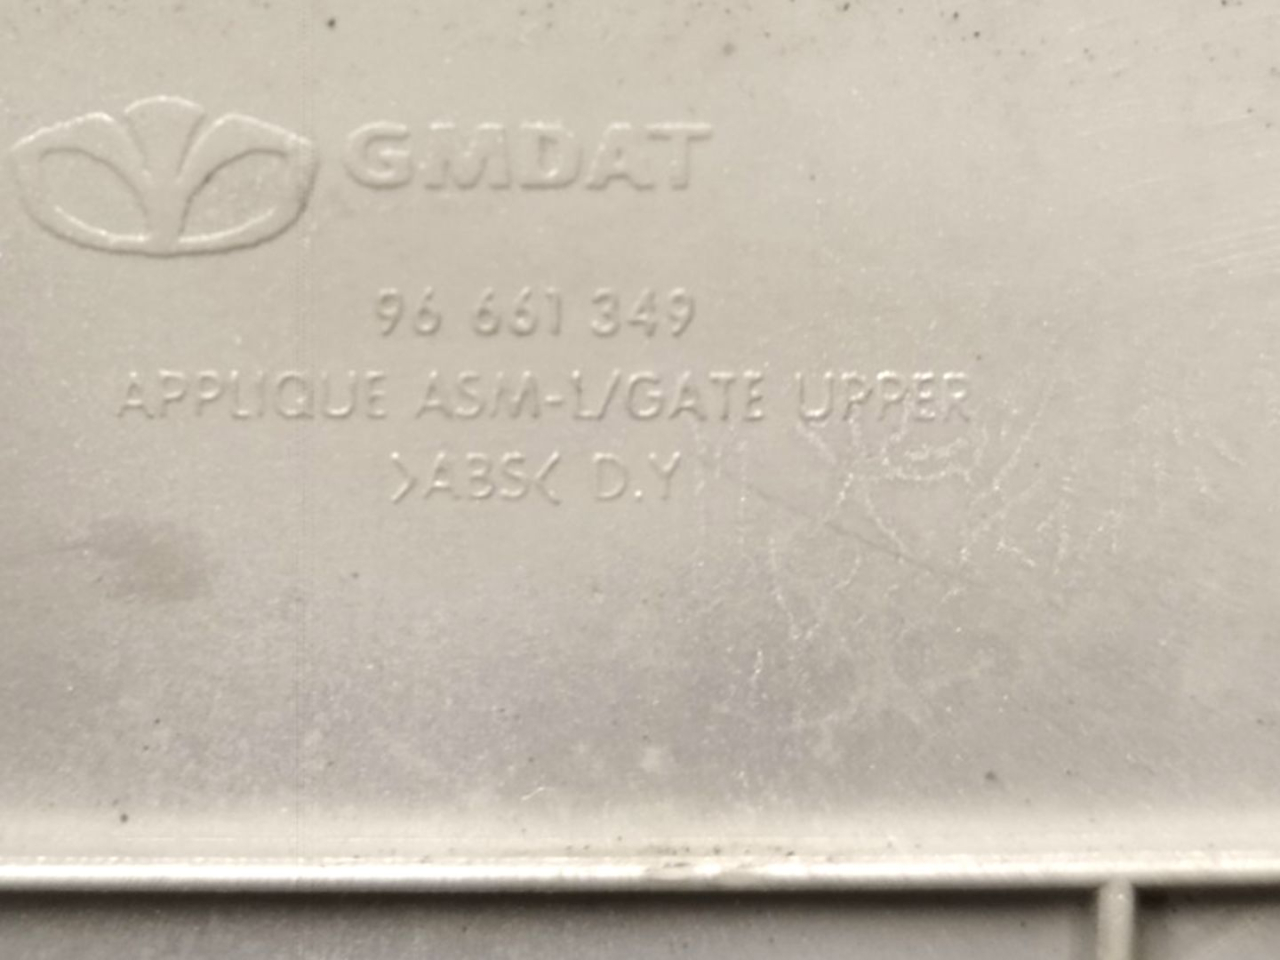 GMDAT
96 661 349
APPLIQUE ASM-L/GATE UPPER
>ABS< D.Y